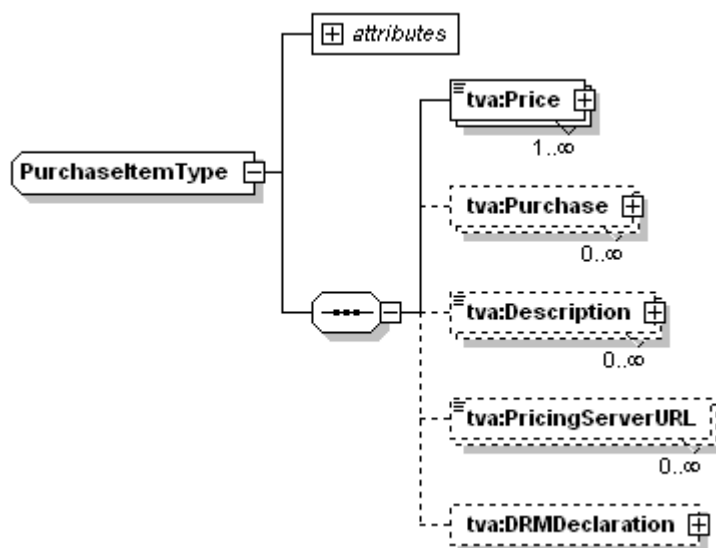 attributes
tva:Price
1..∞
PurchaseItemType
tva:Purchase
0..∞
tva:Description
0..∞
tva:PricingServerURL
0..∞
tva:DRMDeclaration